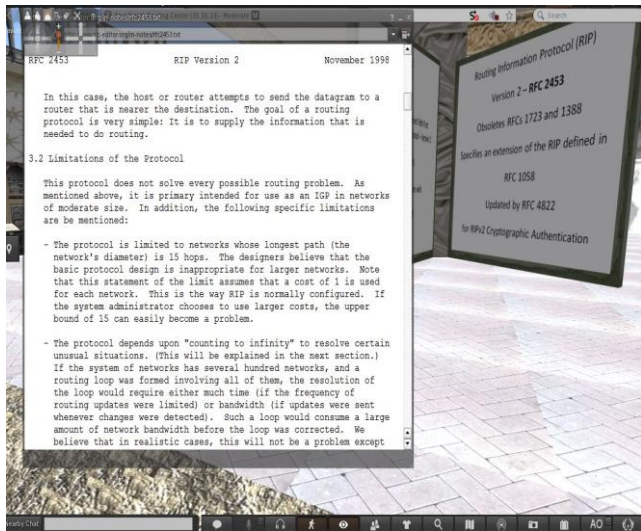 Search
RFC 2453 RIP Version 2 November 1998
In this case, the host or router attempts to send the datagram to a
router that is nearer the destination. The goal of a routing
protocol is very simple: It is to supply the information that is
needed to do routing.
3.2 Limitations of the Protocol
This protocol does not solve every possible routing problem. As
mentioned above, it is primary intended for use as an IGP in networks
of moderate size. In addition, the following specific limitations
are be mentioned:
- The protocol is limited to networks whose longest path (the
network's diameter) is 15 hops. The designers believe that the
basic protocol design is inappropriate for larger networks. Note
that this statement of the limit assumes that a cost of 1 is used
for each network. This is the way RIP is normally configured. If
the system administrator chooses to use larger costs, the upper
bound of 15 can easily become a problem.
- The protocol depends upon "counting to infinity" to resolve certain
unusual situations. (This will be explained in the next section.)
If the system of networks has several hundred networks, and a
routing loop was formed involving all of them, the resolution of
the loop would require either much time (if the frequency of
routing updates were limited) or bandwidth (if updates were sent
whenever changes were detected). Such a loop would consume a large
amount of network bandwidth before the loop was corrected. We
believe that in realistic cases, this will not be a problem except
Routing Information Protocol (RIP)
Version 2 – RFC 2453
Obsoletes RFCs 1723 and 1388
Specifies an extension of the RIP defined in
RFC 1058
Updated by RFC 4822
for RIPv2 Cryptographic Authentication
Nearby Chat
AO